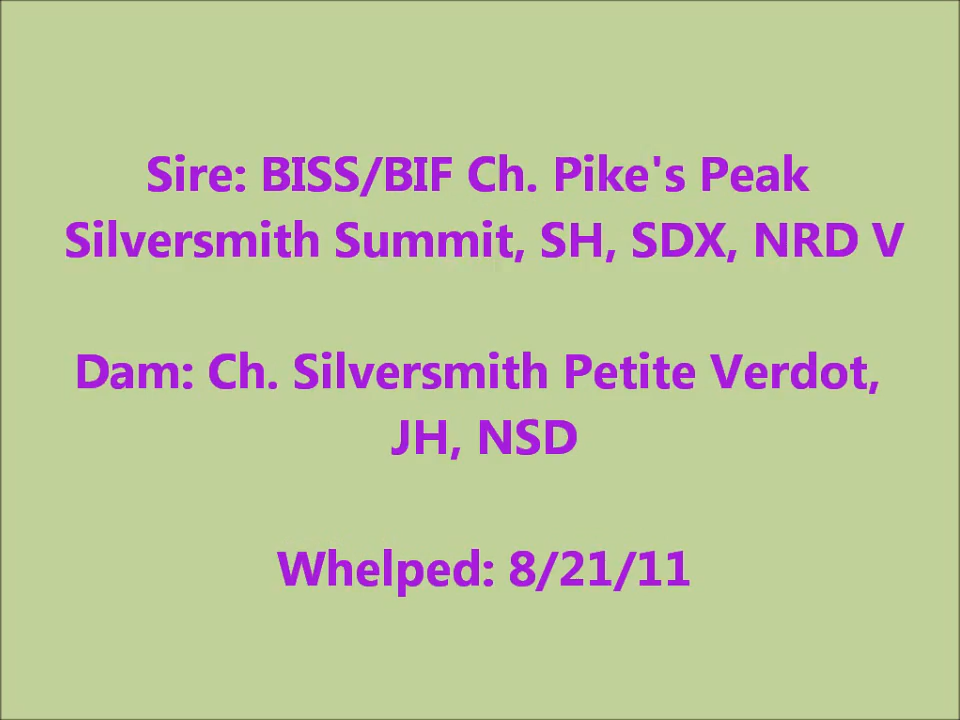 Sire: BISS/BIF Ch. Pike's Peak
Silversmith Summit, SH, SDX, NRD V
Dam: Ch. Silversmith Petite Verdot,
JH, NSD
Whelped: 8/21/11